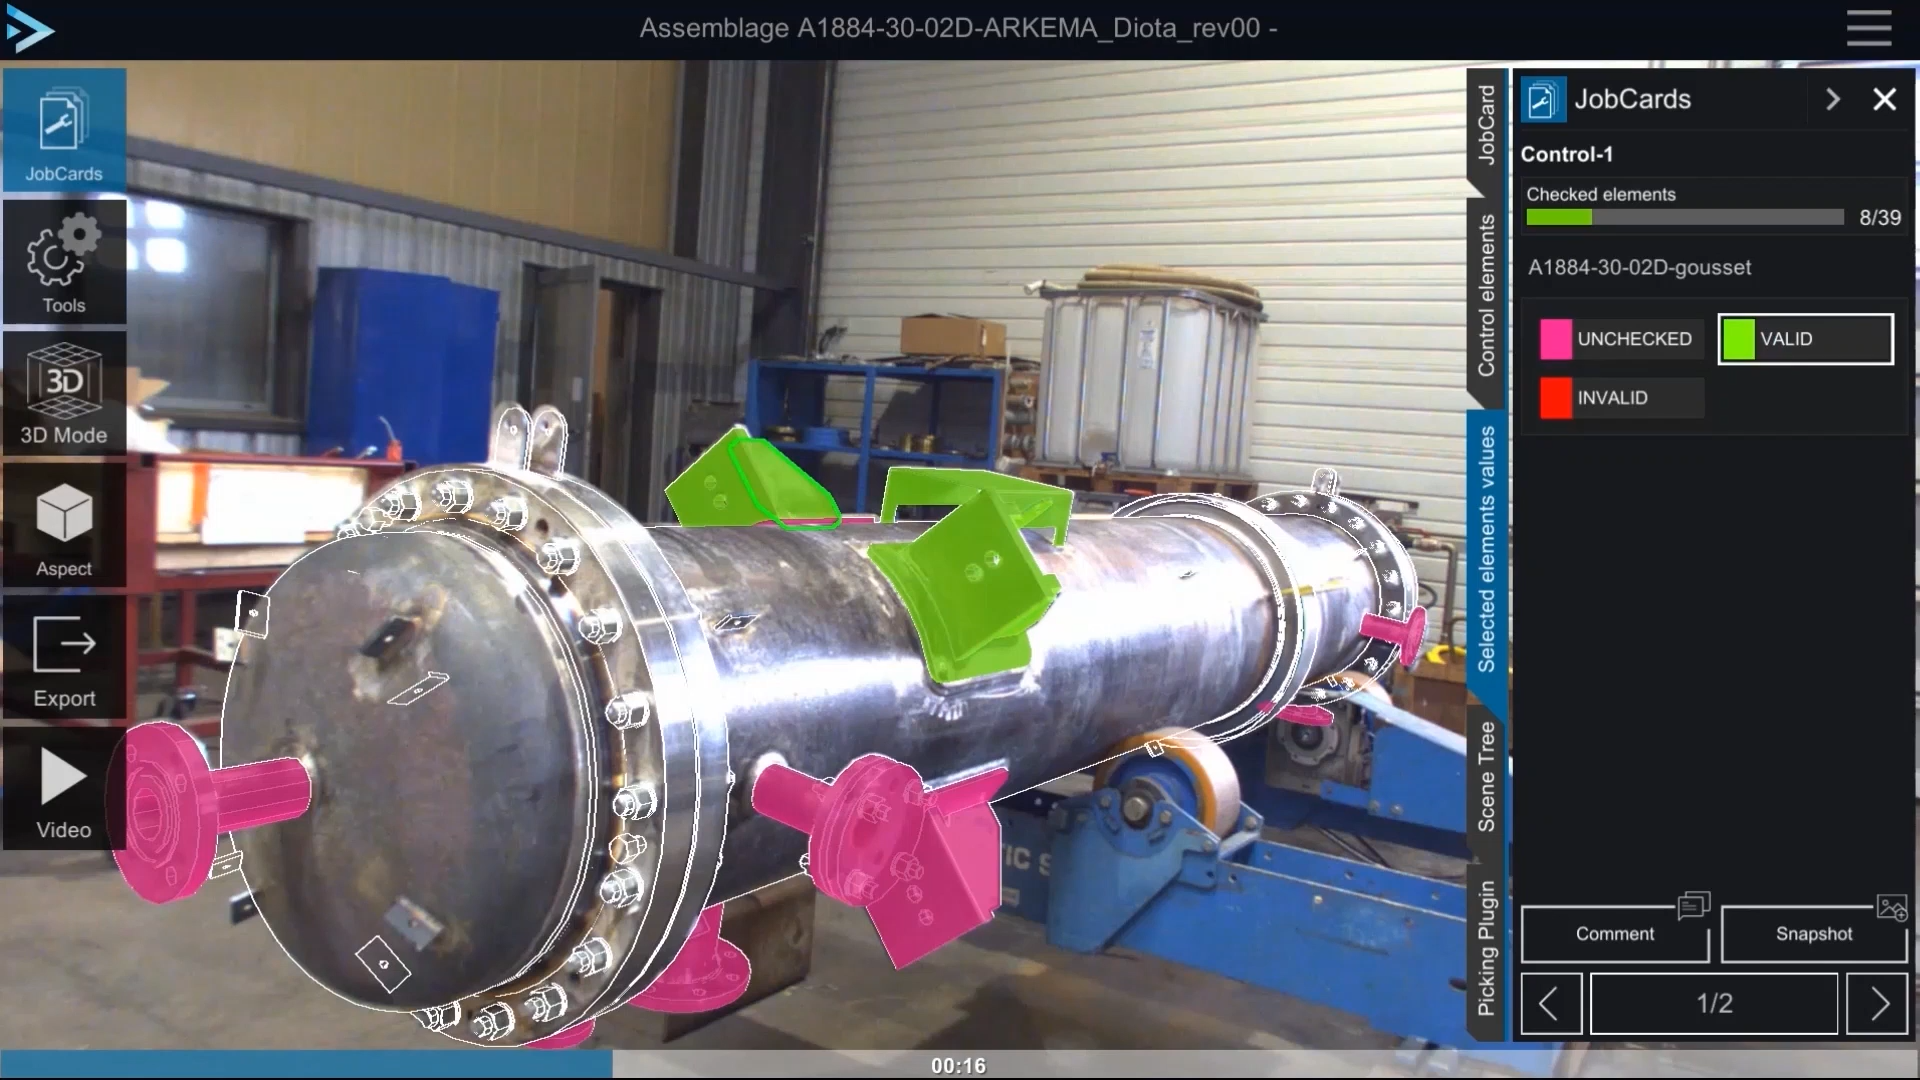 Assemblage A1884-30-02D-ARKEMA_Diota_rev00 -
JobCards
Tools
3D
3D Mode
Aspect
Export
Video
JobCard
Control elements
Selected elements values
Scene Tree
Picking Plugin
JobCards
Control-1
Checked elements
8/39
A1884-30-02D-gousset
UNCHECKED
VALID
INVALID
Comment
Snapshot
1/2
00:16